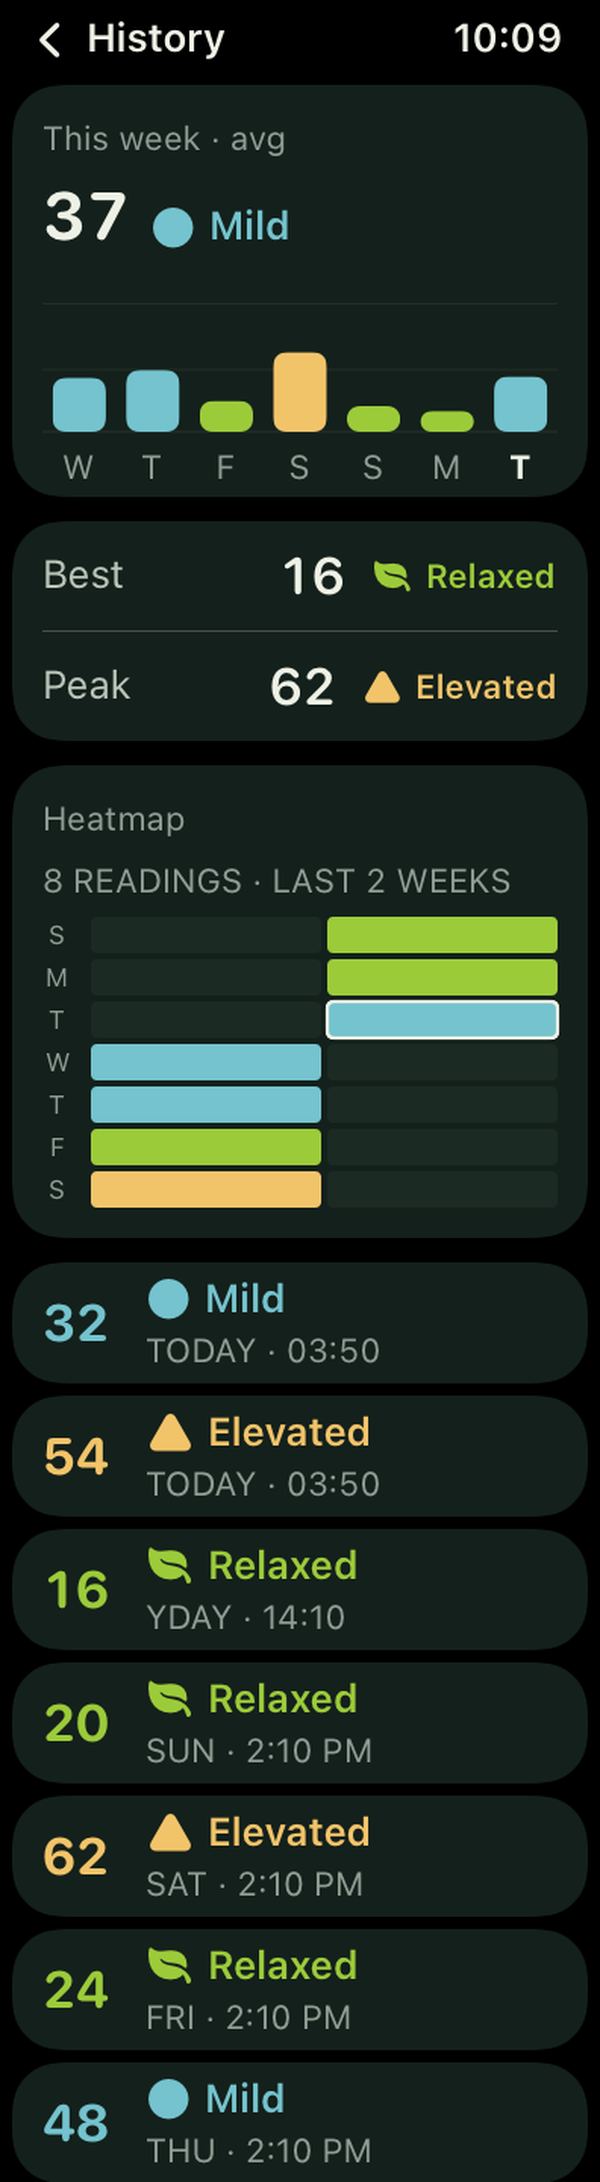 History 10:09
This week · avg
37 Mild
W T F S S M T
Best 16 Relaxed
Peak 62 Elevated
Heatmap
8 READINGS · LAST 2 WEEKS
S
M
T
W
T
F
S
32 Mild
TODAY · 03:50
54 Elevated
TODAY · 03:50
16 Relaxed
YDAY · 14:10
20 Relaxed
SUN · 2:10 PM
62 Elevated
SAT · 2:10 PM
24 Relaxed
FRI · 2:10 PM
48 Mild
THU · 2:10 PM